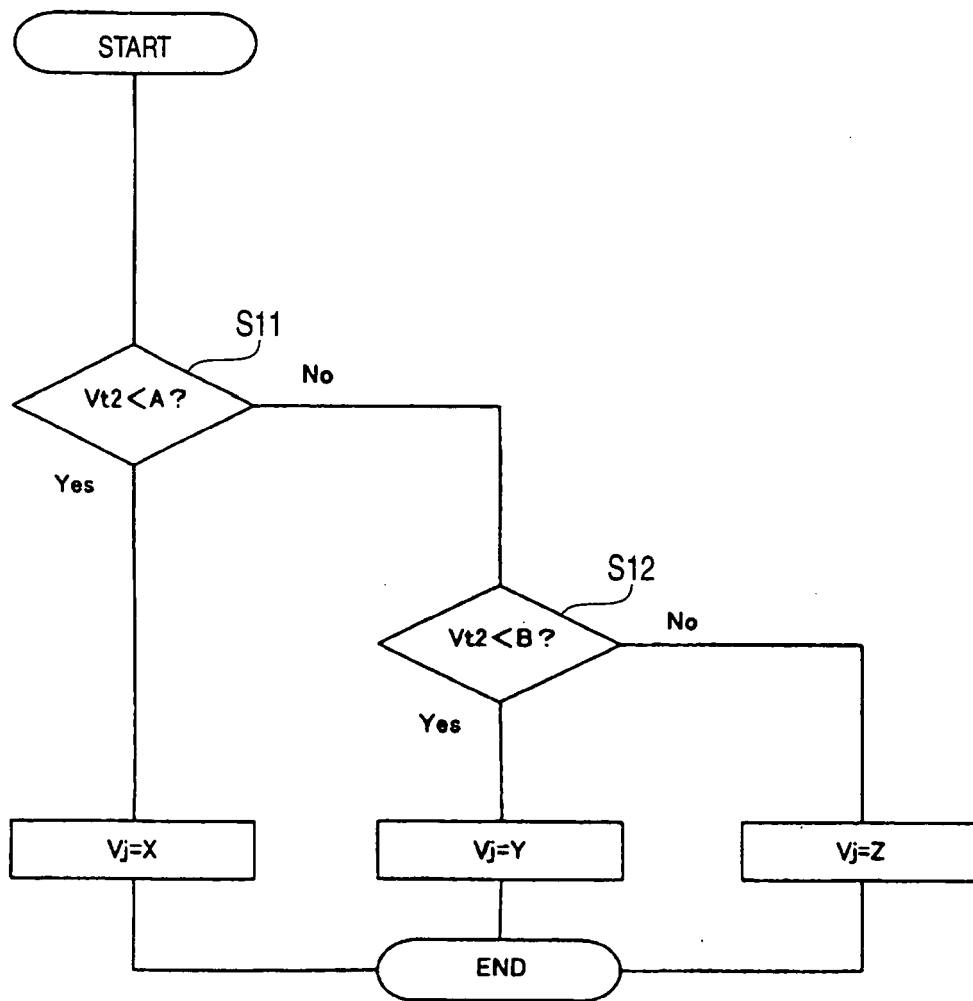 START
S11
Vt2<A?
No
Yes
S12
Vt2<B?
No
Yes
Vj=X
Vj=Y
Vj=Z
END